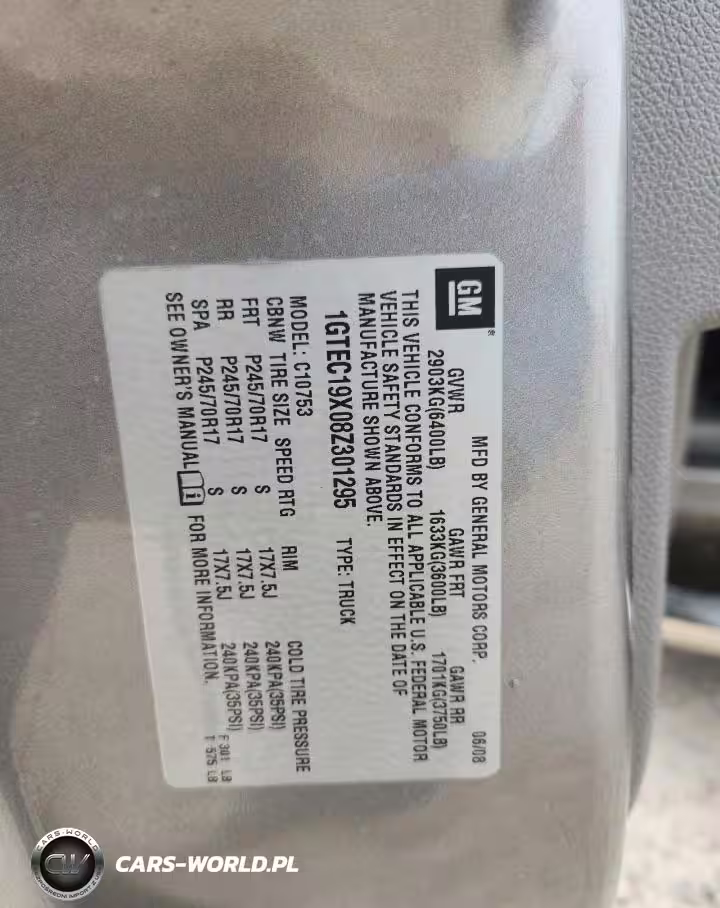 GM ®
MFD BY GENERAL MOTORS CORP. 06/08
GVWR GAWR FRT GAWR RR
2903KG(6400LB) 1633KG(3600LB) 1701KG(3750LB)
THIS VEHICLE CONFORMS TO ALL APPLICABLE U.S. FEDERAL MOTOR
VEHICLE SAFETY STANDARDS IN EFFECT ON THE DATE OF
MANUFACTURE SHOWN ABOVE.
1GTEC19X08Z301295 TYPE: TRUCK
MODEL: C10753
CBNW TIRE SIZE SPEED RTG RIM COLD TIRE PRESSURE
FRT P245/70R17 S 17X7.5J 240KPA(35PSI)
RR P245/70R17 S 17X7.5J 240KPA(35PSI)
SPA P245/70R17 S 17X7.5J 240KPA(35PSI)
SEE OWNER'S MANUAL FOR MORE INFORMATION.
F 301 LB
T 575 LB
CARS-WORLD
CW
CARS-WORLD.PL